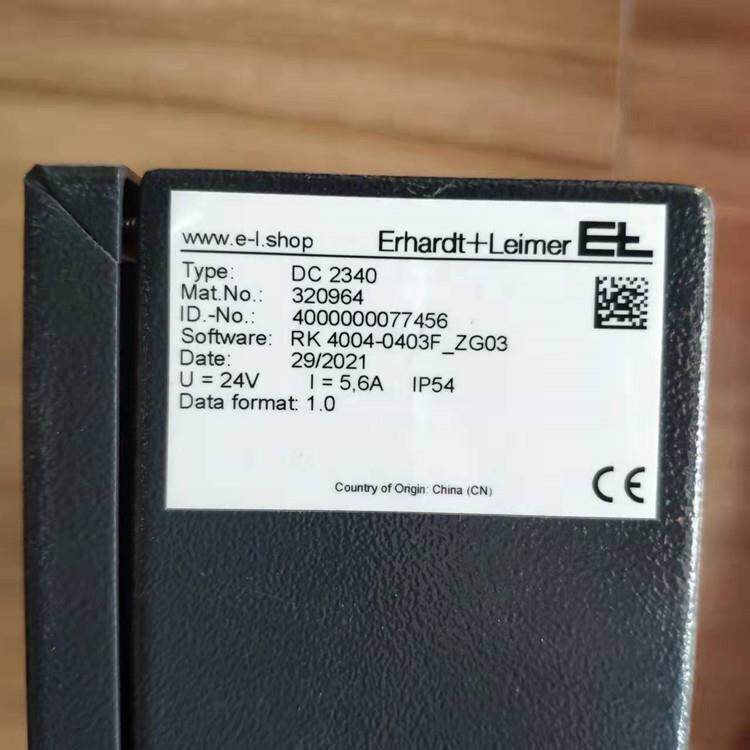 www.e-l.shop Erhardt+Leimer EL
Type: DC 2340
Mat.No.: 320964
ID.-No.: 4000000077456
Software: RK 4004-0403F_ZG03
Date: 29/2021
U = 24V I = 5,6A IP54
Data format: 1.0
Country of Origin: China (CN)
CE